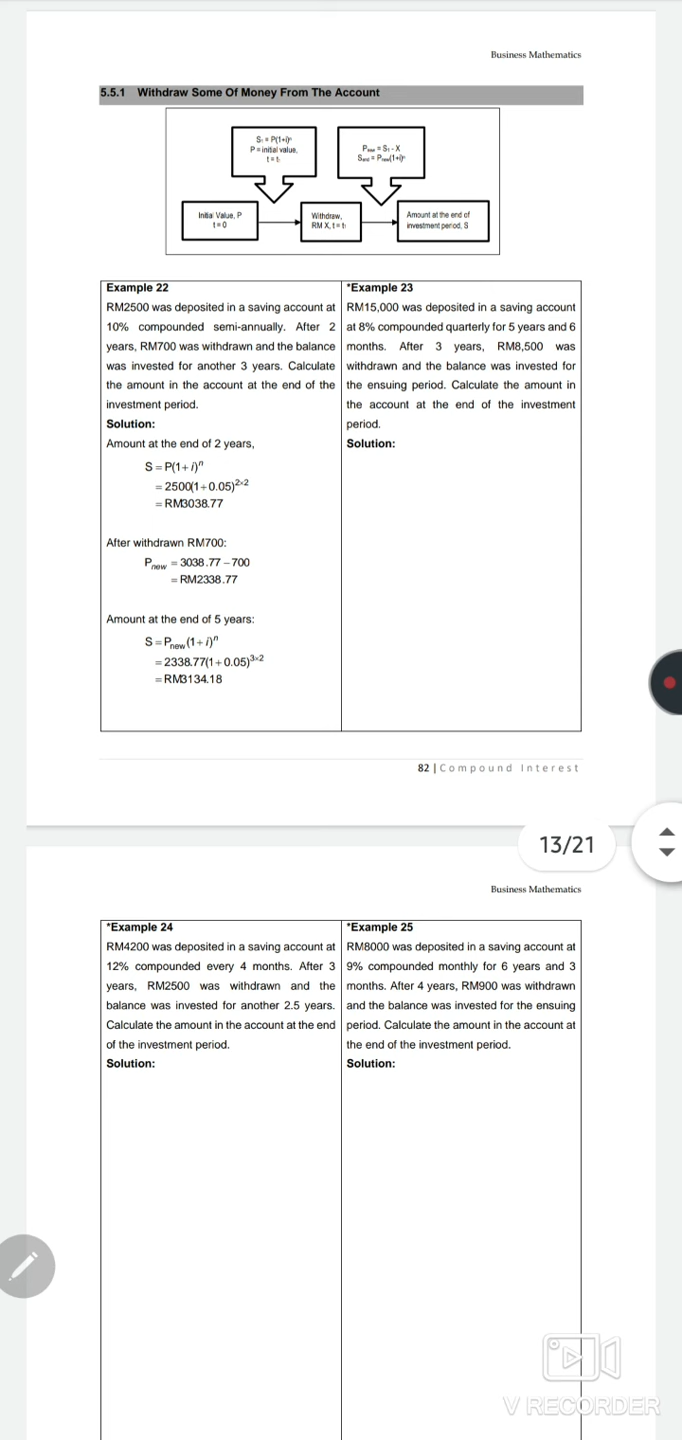 Business Mathematics
5.5.1 Withdraw Some Of Money From The Account
S₁ = P(1+i)ⁿ
P = initial value,
t = t₁
Pnew = S₁ - X
Send = Pnew(1+i)ⁿ
Initial Value, P
t = 0
Withdraw,
RM X, t = t₁
Amount at the end of
investment period, S
Example 22
RM2500 was deposited in a saving account at
10% compounded semi-annually. After 2
years, RM700 was withdrawn and the balance
was invested for another 3 years. Calculate
the amount in the account at the end of the
investment period.
Solution:
Amount at the end of 2 years,
S = P(1+ i)ⁿ
= 2500(1+0.05)²ˣ²
= RM3038.77
After withdrawn RM700:
Pnew = 3038.77 – 700
= RM2338.77
Amount at the end of 5 years:
S = Pnew (1+ i)ⁿ
= 2338.77(1+0.05)³ˣ²
= RM3134.18
*Example 23
RM15,000 was deposited in a saving account
at 8% compounded quarterly for 5 years and 6
months. After 3 years, RM8,500 was
withdrawn and the balance was invested for
the ensuing period. Calculate the amount in
the account at the end of the investment
period.
Solution:
82 | Compound Interest
13/21
Business Mathematics
*Example 24
RM4200 was deposited in a saving account at
12% compounded every 4 months. After 3
years, RM2500 was withdrawn and the
balance was invested for another 2.5 years.
Calculate the amount in the account at the end
of the investment period.
Solution:
*Example 25
RM8000 was deposited in a saving account at
9% compounded monthly for 6 years and 3
months. After 4 years, RM900 was withdrawn
and the balance was invested for the ensuing
period. Calculate the amount in the account at
the end of the investment period.
Solution:
V RECORDER